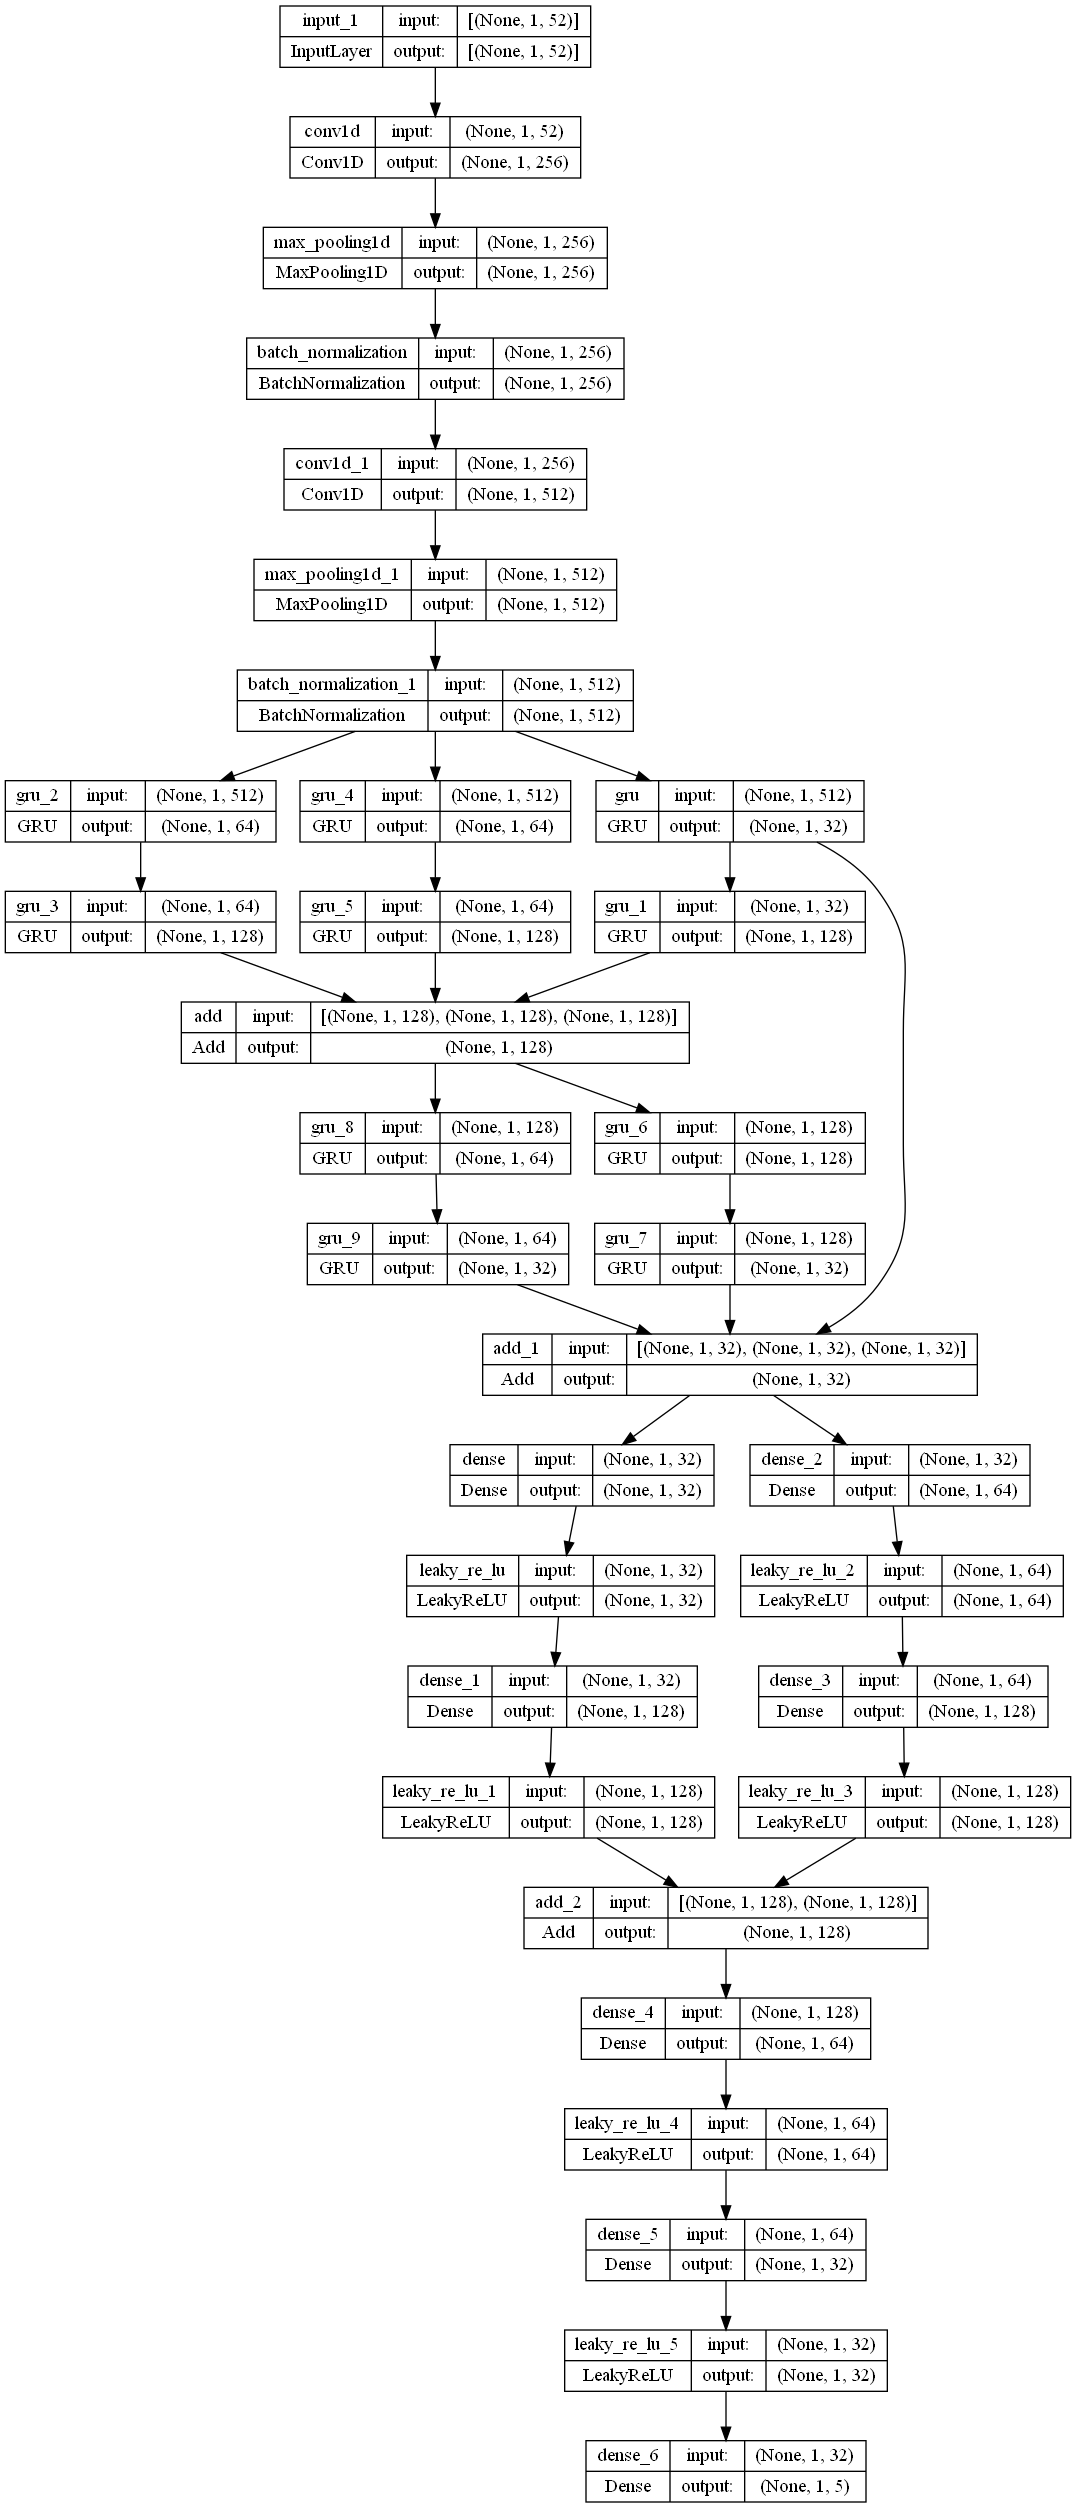 input_1 input: [(None, 1, 52)]
InputLayer output: [(None, 1, 52)]
conv1d input: (None, 1, 52)
Conv1D output: (None, 1, 256)
max_pooling1d input: (None, 1, 256)
MaxPooling1D output: (None, 1, 256)
batch_normalization input: (None, 1, 256)
BatchNormalization output: (None, 1, 256)
conv1d_1 input: (None, 1, 256)
Conv1D output: (None, 1, 512)
max_pooling1d_1 input: (None, 1, 512)
MaxPooling1D output: (None, 1, 512)
batch_normalization_1 input: (None, 1, 512)
BatchNormalization output: (None, 1, 512)
gru_2 input: (None, 1, 512)
GRU output: (None, 1, 64)
gru_4 input: (None, 1, 512)
GRU output: (None, 1, 64)
gru input: (None, 1, 512)
GRU output: (None, 1, 32)
gru_3 input: (None, 1, 64)
GRU output: (None, 1, 128)
gru_5 input: (None, 1, 64)
GRU output: (None, 1, 128)
gru_1 input: (None, 1, 32)
GRU output: (None, 1, 128)
add input: [(None, 1, 128), (None, 1, 128), (None, 1, 128)]
Add output: (None, 1, 128)
gru_8 input: (None, 1, 128)
GRU output: (None, 1, 64)
gru_6 input: (None, 1, 128)
GRU output: (None, 1, 128)
gru_9 input: (None, 1, 64)
GRU output: (None, 1, 32)
gru_7 input: (None, 1, 128)
GRU output: (None, 1, 32)
add_1 input: [(None, 1, 32), (None, 1, 32), (None, 1, 32)]
Add output: (None, 1, 32)
dense input: (None, 1, 32)
Dense output: (None, 1, 32)
dense_2 input: (None, 1, 32)
Dense output: (None, 1, 64)
leaky_re_lu input: (None, 1, 32)
LeakyReLU output: (None, 1, 32)
leaky_re_lu_2 input: (None, 1, 64)
LeakyReLU output: (None, 1, 64)
dense_1 input: (None, 1, 32)
Dense output: (None, 1, 128)
dense_3 input: (None, 1, 64)
Dense output: (None, 1, 128)
leaky_re_lu_1 input: (None, 1, 128)
LeakyReLU output: (None, 1, 128)
leaky_re_lu_3 input: (None, 1, 128)
LeakyReLU output: (None, 1, 128)
add_2 input: [(None, 1, 128), (None, 1, 128)]
Add output: (None, 1, 128)
dense_4 input: (None, 1, 128)
Dense output: (None, 1, 64)
leaky_re_lu_4 input: (None, 1, 64)
LeakyReLU output: (None, 1, 64)
dense_5 input: (None, 1, 64)
Dense output: (None, 1, 32)
leaky_re_lu_5 input: (None, 1, 32)
LeakyReLU output: (None, 1, 32)
dense_6 input: (None, 1, 32)
Dense output: (None, 1, 5)